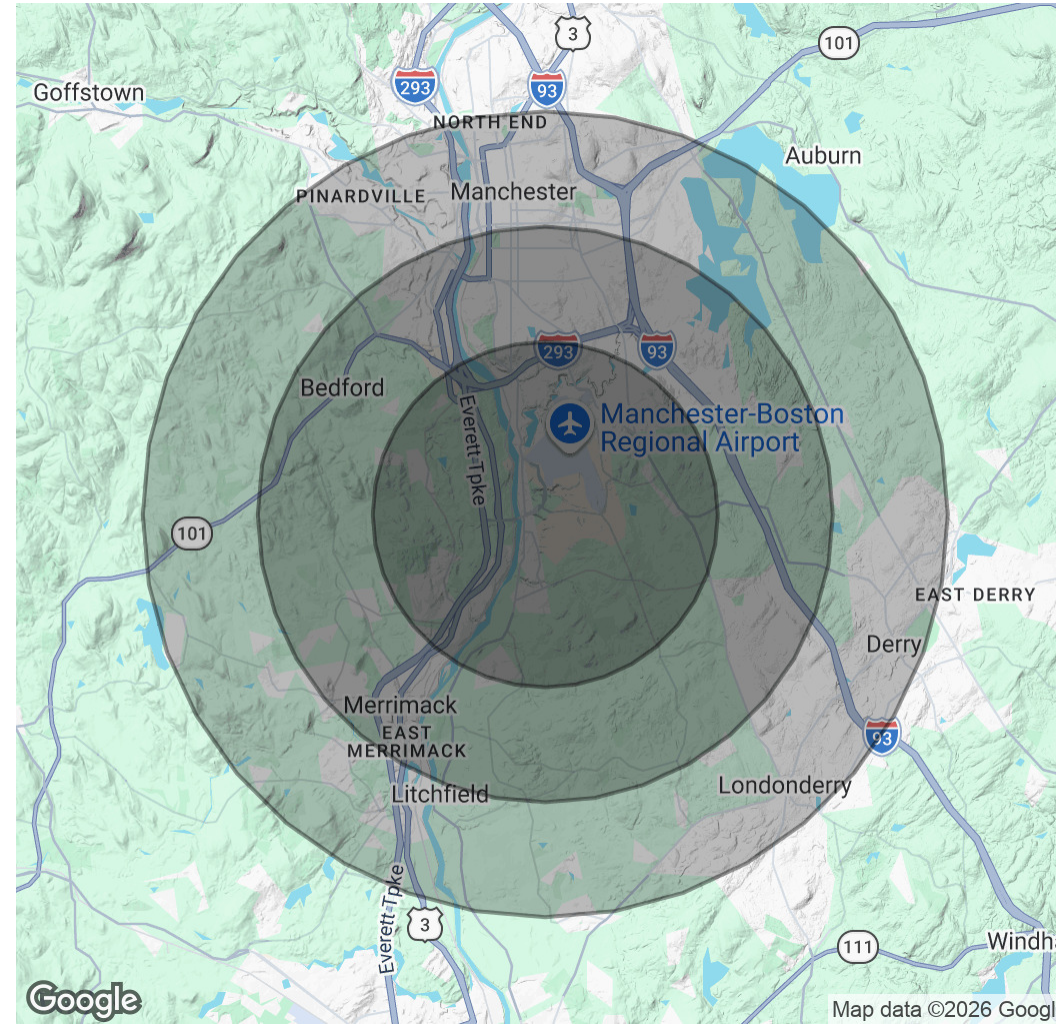 3
101
293
93
Goffstown
NORTH END
Auburn
PINARDVILLE
Manchester
293
93
Bedford
Manchester-Boston
Regional Airport
Everett Tpke
101
EAST DERRY
Derry
Merrimack
EAST
MERRIMACK
93
Londonderry
Litchfield
Everett Tpke
3
111
Windha
Google
Map data ©2026 Googl